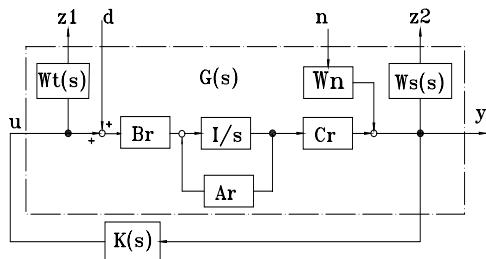 z1 d n z2
Wt(s) G(s) Wn Ws(s)
u + + Br I/s Cr y
Ar
K(s)